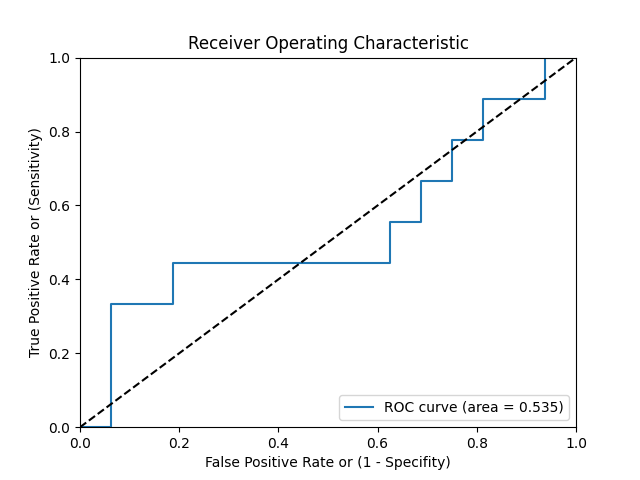 Receiver Operating Characteristic
1.0
0.8
0.6
0.4
0.2
0.0
True Positive Rate or (Sensitivity)
ROC curve (area = 0.535)
0.0 0.2 0.4 0.6 0.8 1.0
False Positive Rate or (1 - Specifity)